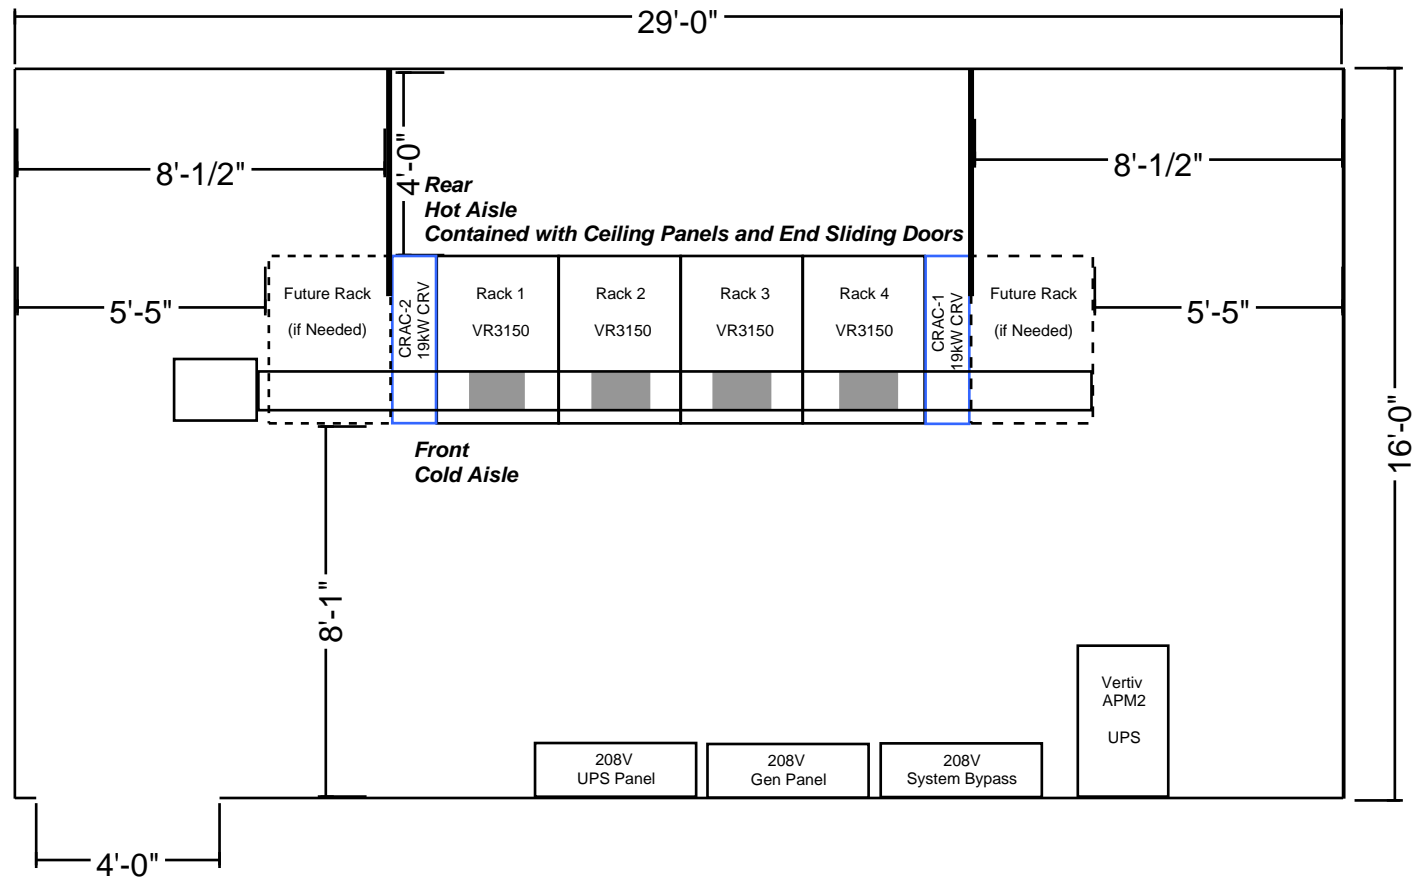 29'-0"
8'-1/2"
4'-0"
8'-1/2"
Rear
Hot Aisle
Contained with Ceiling Panels and End Sliding Doors
5'-5"
Future Rack
(if Needed)
CRAC-2
19kW CRV
Rack 1
VR3150
Rack 2
VR3150
Rack 3
VR3150
Rack 4
VR3150
CRAC-1
19kW CRV
Future Rack
(if Needed)
5'-5"
16'-0"
Front
Cold Aisle
8'-1"
Vertiv
APM2
UPS
208V
UPS Panel
208V
Gen Panel
208V
System Bypass
4'-0"